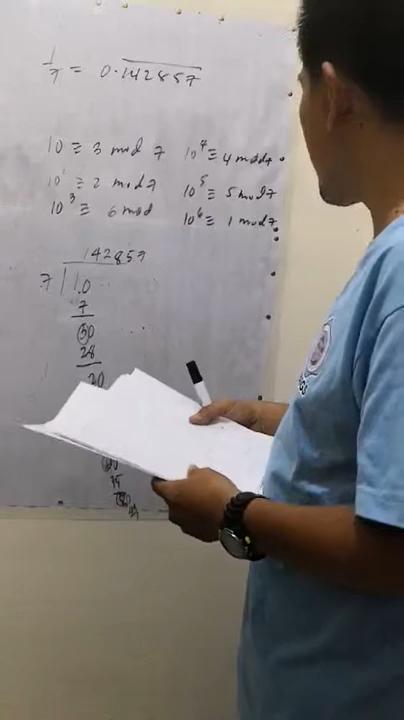 1/7 = 0.142857
10 ≡ 3 mod 7
10² ≡ 2 mod 7
10³ ≡ 6 mod
10⁴ ≡ 4 mod 7
10⁵ ≡ 5 mod 7
10⁶ ≡ 1 mod 7
142857
7 1.0
7
30
28
20